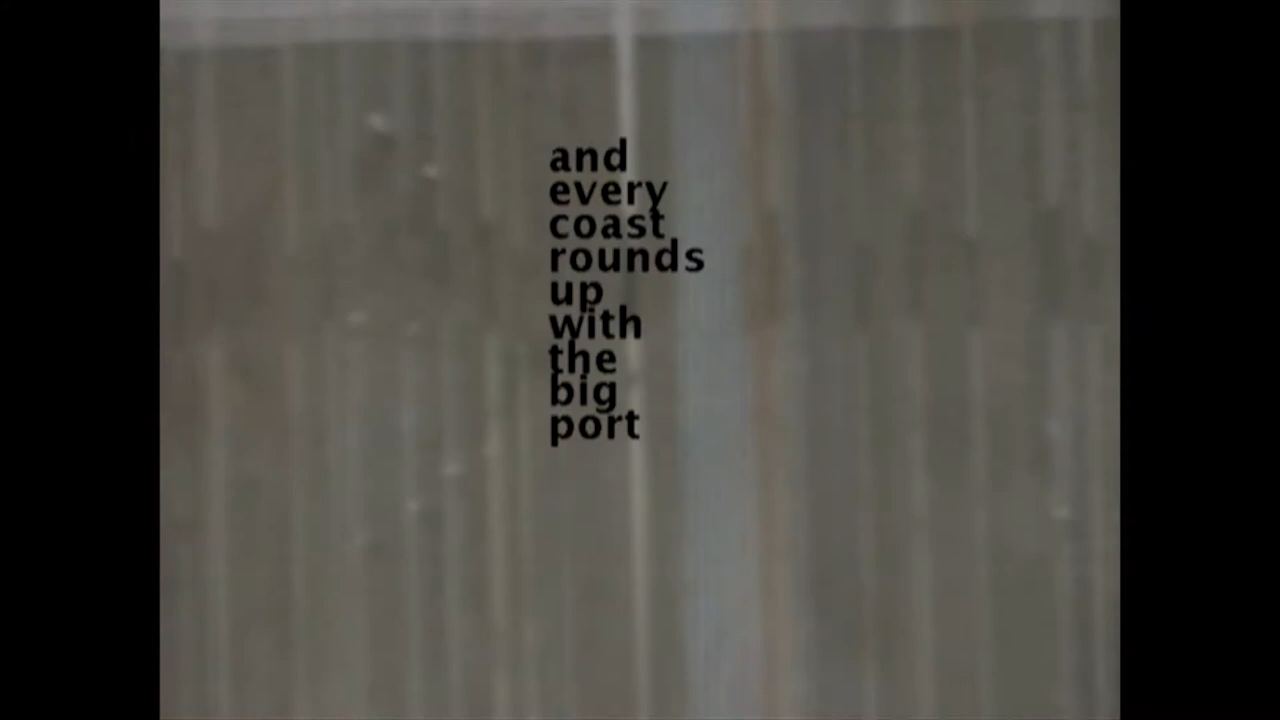 and
every
coast
rounds
up
with
the
big
port